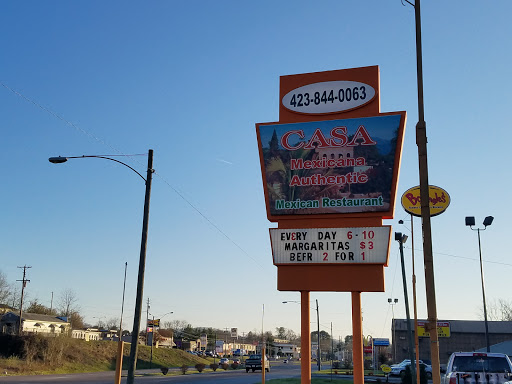 423-844-0063
CASA
Mexicana
Authentic
Mexican Restaurant
EVERY DAY 6-10
MARGARITAS $3
BEFR 2 FOR 1
Bojangles